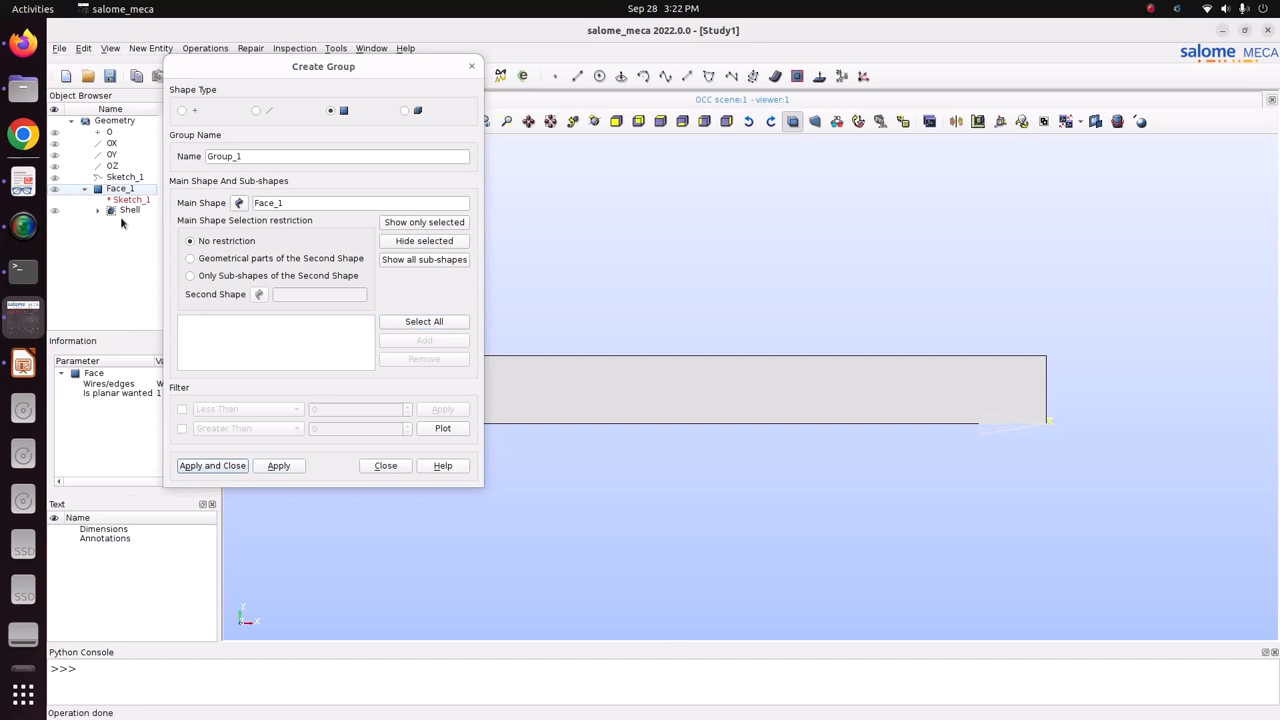 Activities
salome_meca
Sep 28 3:22 PM
salome_meca 2022.0.0 - [Study1]
File Edit View New Entity Operations Repair Inspection Tools Window Help
salome MECA
Object Browser
Name
Geometry
O
OX
OY
OZ
Sketch_1
Face_1
* Sketch_1
Shell
Information
Parameter
Face
Wires/edges W
Is planar wanted 1
Text
Name
Dimensions
Annotations
Create Group
Shape Type
Group Name
Name Group_1
Main Shape And Sub-shapes
Main Shape Face_1
Main Shape Selection restriction
Show only selected
No restriction
Hide selected
Geometrical parts of the Second Shape
Show all sub-shapes
Only Sub-shapes of the Second Shape
Second Shape
Select All
Add
Remove
Filter
Less Than 0 Apply
Greater Than 0 Plot
Apply and Close Apply Close Help
OCC scene:1 - viewer:1
X
Y
X
Python Console
>>>
Operation done
SSD
SSD